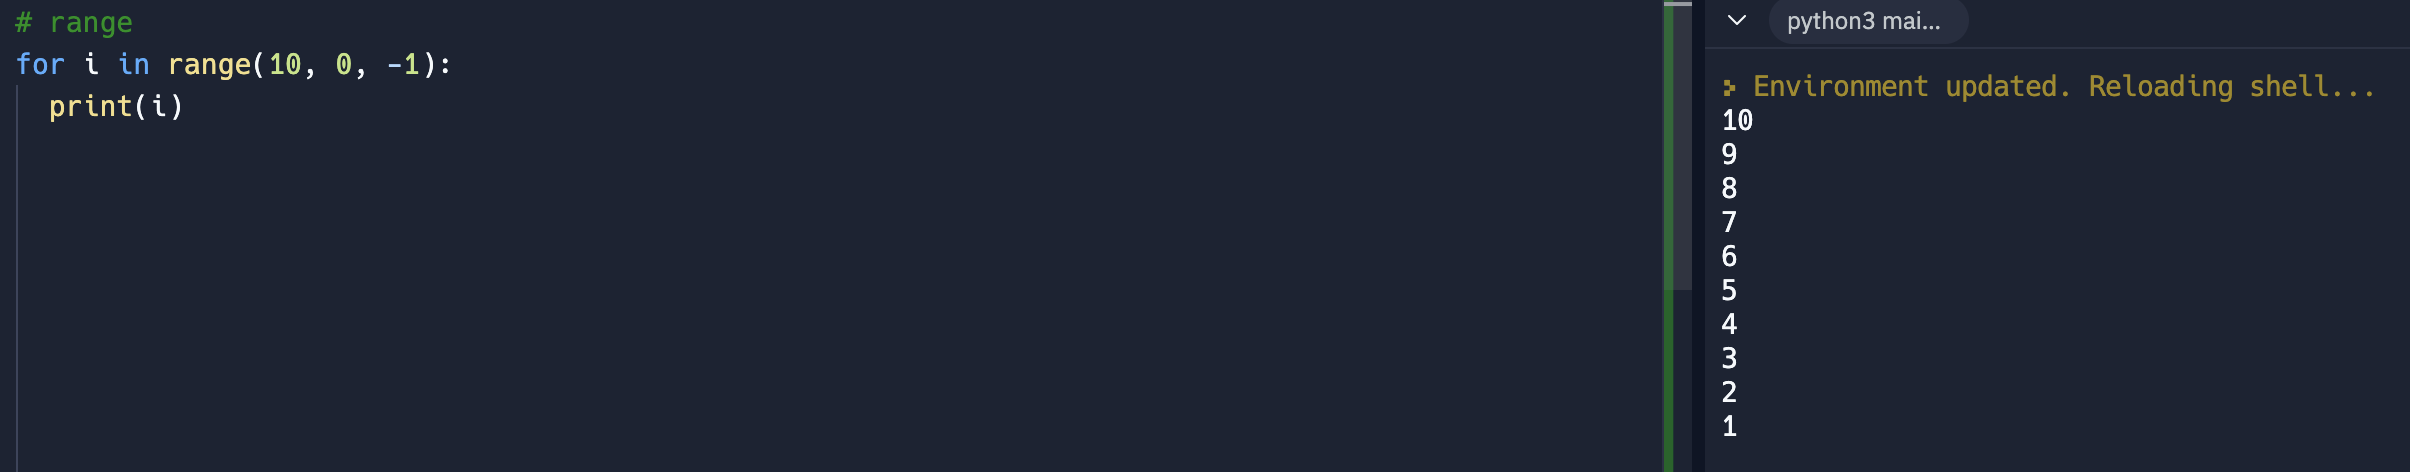 # range
for i in range(10, 0, -1):
  print(i)
python3 mai...
Environment updated. Reloading shell...
10
9
8
7
6
5
4
3
2
1